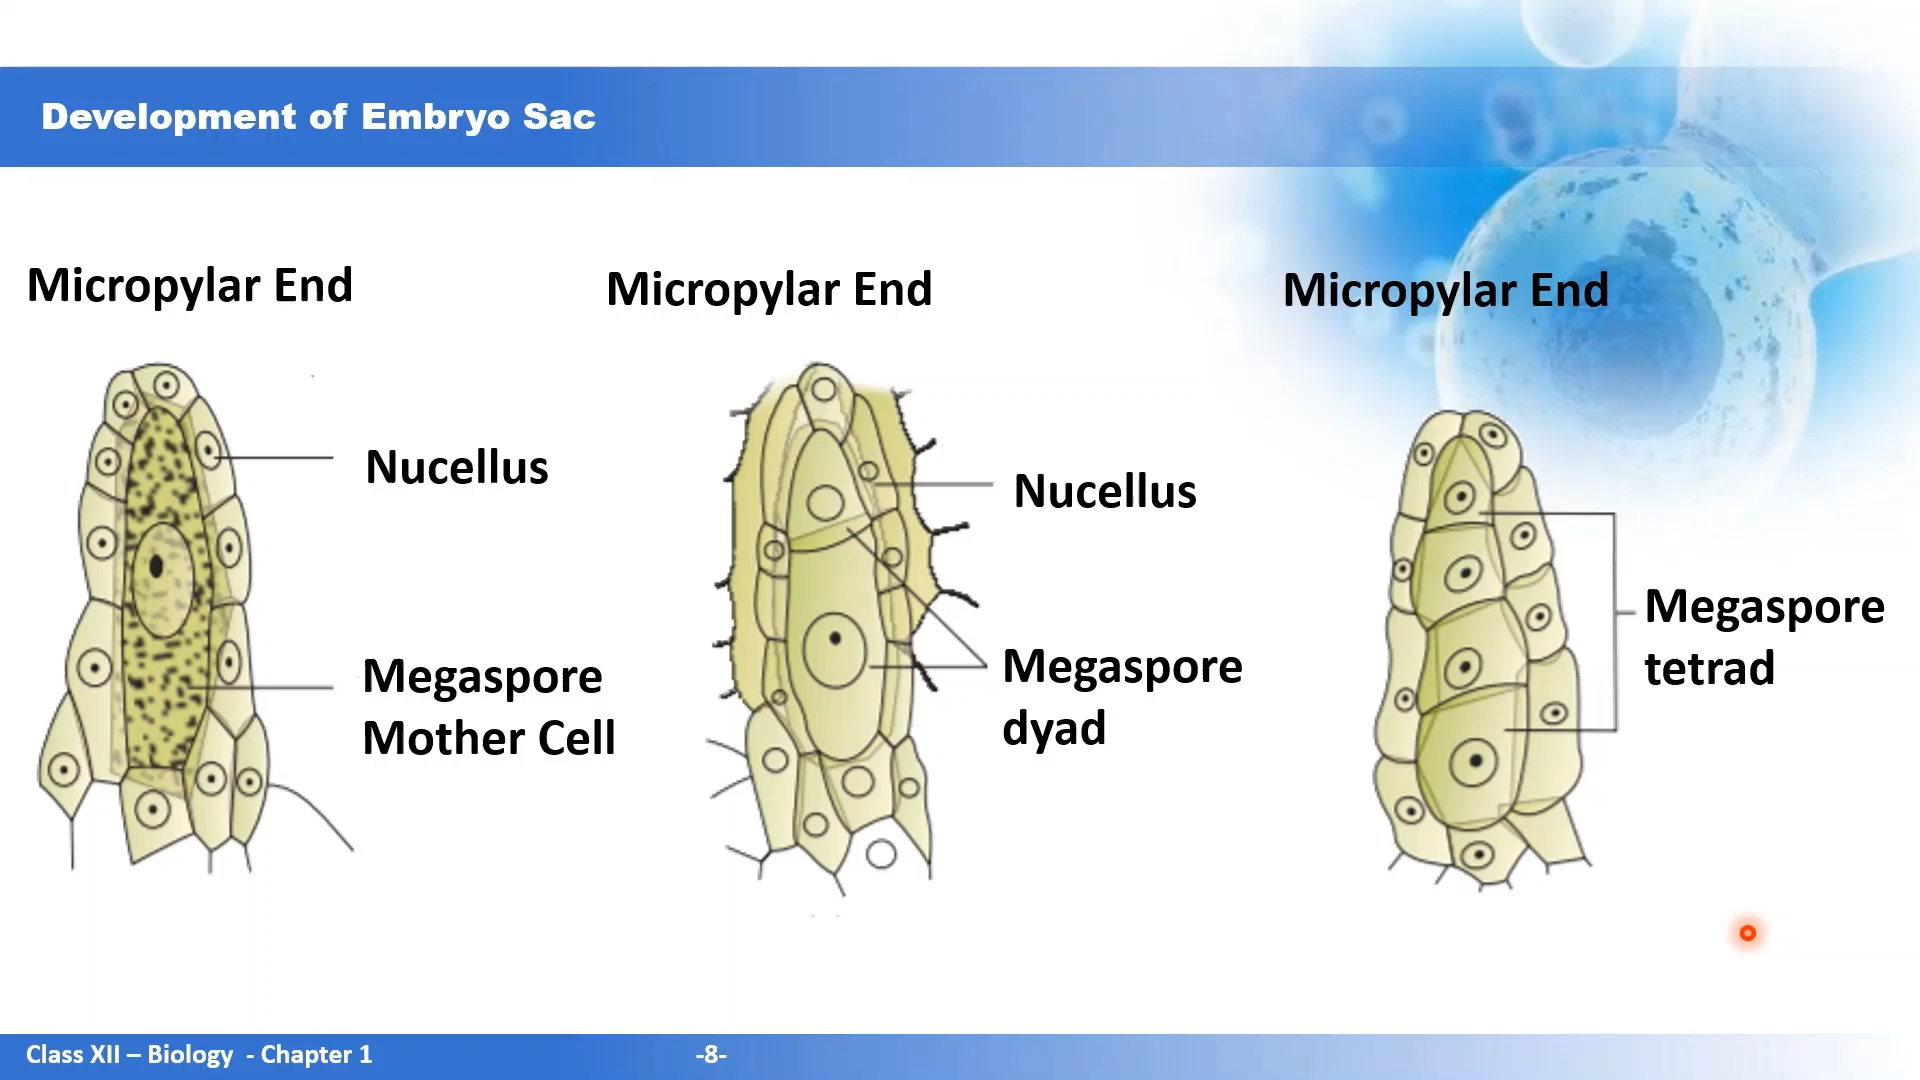 Development of Embryo Sac
Micropylar End
Micropylar End
Micropylar End
Nucellus
Megaspore
Mother Cell
Nucellus
Megaspore
dyad
Megaspore
tetrad
Class XII – Biology - Chapter 1
-8-